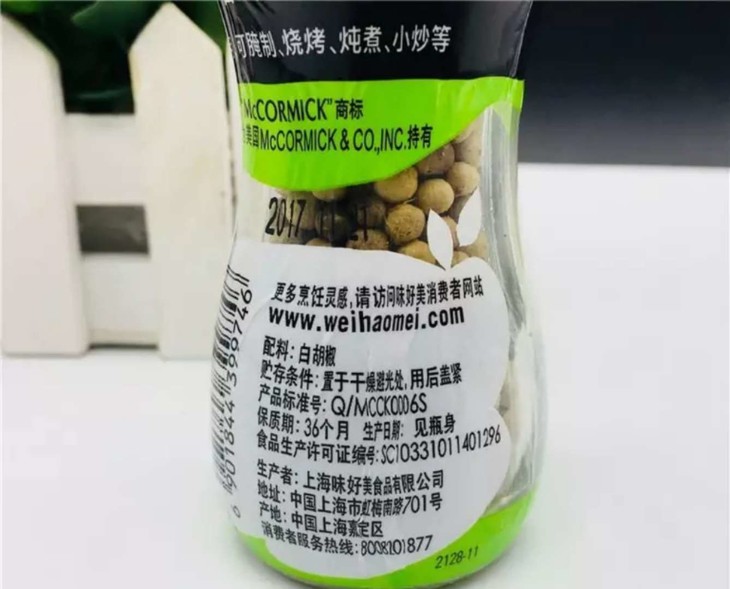 可腌制、烧烤、炖煮、小炒等
"McCORMICK"商标
美国McCORMICK & CO.,INC.持有
2017 11 21
更多烹饪灵感,请访问味好美消费者网站
www.weihaomei.com
配料:白胡椒
贮存条件:置于干燥避光处,用后盖紧
产品标准号:Q/MCCK0006S
保质期:36个月 生产日期:见瓶身
食品生产许可证编号:SC10331011401296
生产者:上海味好美食品有限公司
地址:中国上海市虹梅南路701号
产地:中国上海嘉定区
消费者服务热线:8008201877
2128-11
6 901844 399746